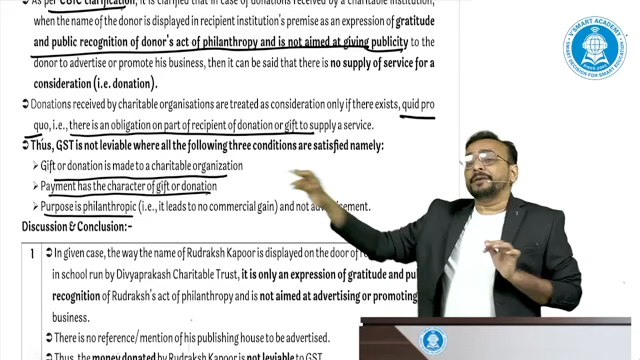 As per CBIC clarification, it is clarified that in case of donations received by a charitable institution,
when the name of the donor is displayed in recipient institution's premise as an expression of gratitude
and public recognition of donor's act of philanthropy and is not aimed at giving publicity to the
donor to advertise or promote his business, then it can be said that there is no supply of service for a
consideration (i.e. donation).
Donations received by charitable organisations are treated as consideration only if there exists, quid pro
quo, i.e., there is an obligation on part of recipient of donation or gift to supply a service.
Thus, GST is not leviable where all the following three conditions are satisfied namely:
➢ Gift or donation is made to a charitable organization
➢ Payment has the character of gift or donation
➢ Purpose is philanthropic (i.e., it leads to no commercial gain) and not advertisement.
Discussion & Conclusion:-
1
In given case, the way the name of Rudraksh Kapoor is displayed on the door of
in school run by Divyaprakash Charitable Trust, it is only an expression of gratitude and
recognition of Rudraksh's act of philanthropy and is not aimed at advertising or promoting
business.
There is no reference/mention of his publishing house to be advertised.
Thus, the money donated by Rudraksh Kapoor is not leviable to GST.
V'SMART ACADEMY